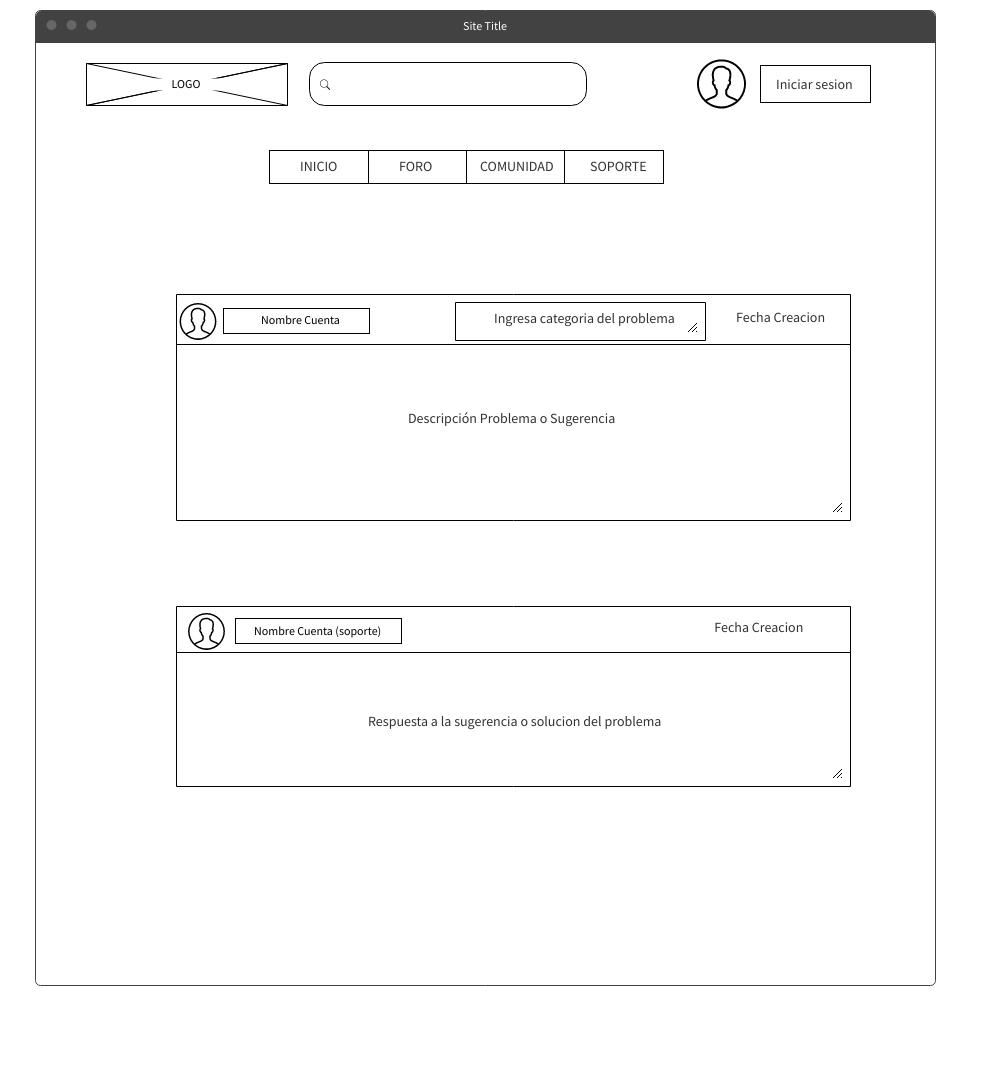 Site Title
LOGO
Iniciar sesion
INICIO
FORO
COMUNIDAD
SOPORTE
Nombre Cuenta
Ingresa categoria del problema
Fecha Creacion
Descripción Problema o Sugerencia
Nombre Cuenta (soporte)
Fecha Creacion
Respuesta a la sugerencia o solucion del problema